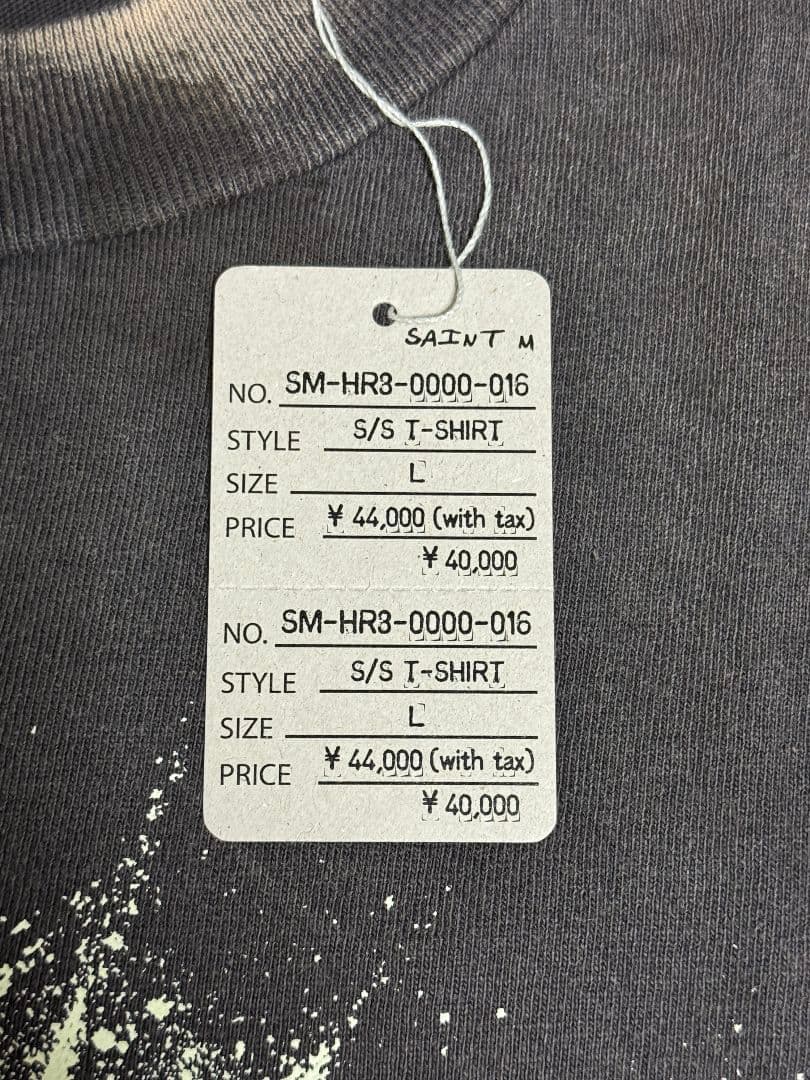 SAINT M
NO. SM-HR3-0000-016
STYLE S/S T-SHIRT
SIZE L
PRICE ¥ 44,000 (with tax)
¥ 40,000
NO. SM-HR3-0000-016
STYLE S/S T-SHIRT
SIZE L
PRICE ¥ 44,000 (with tax)
¥ 40,000